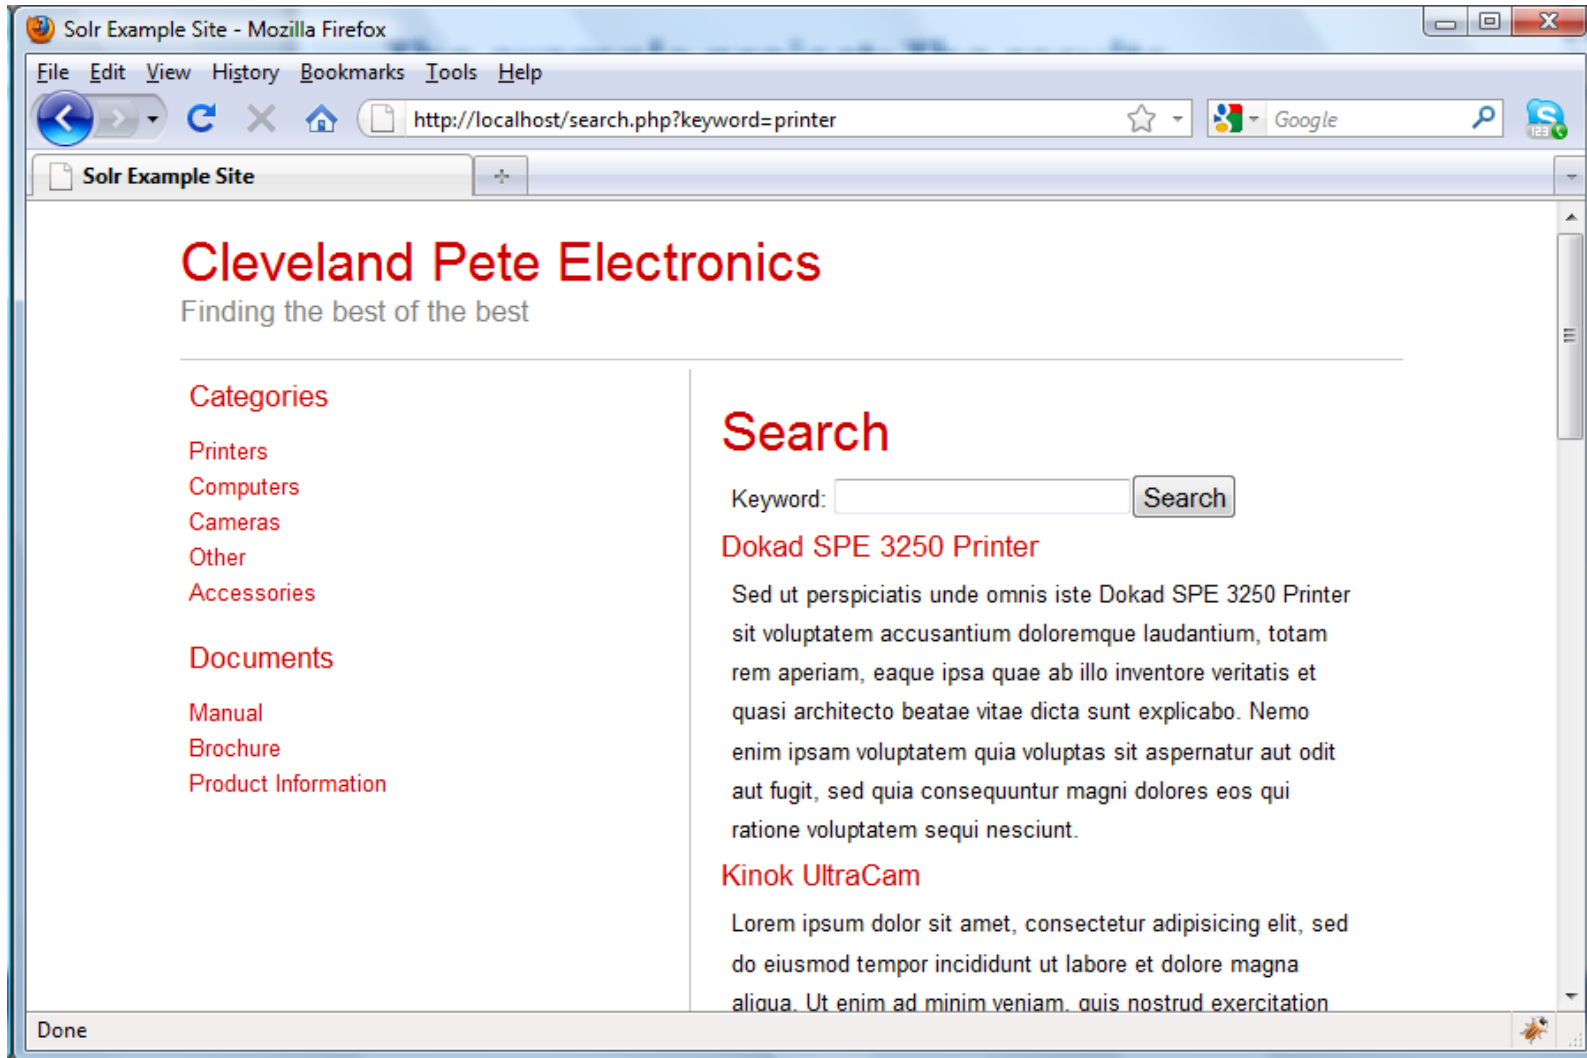 Solr Example Site - Mozilla Firefox
File Edit View History Bookmarks Tools Help
http://localhost/search.php?keyword=printer
Google
123
Solr Example Site
Cleveland Pete Electronics
Finding the best of the best
Categories
Printers
Computers
Cameras
Other
Accessories
Documents
Manual
Brochure
Product Information
Search
Keyword: Search
Dokad SPE 3250 Printer
Sed ut perspiciatis unde omnis iste Dokad SPE 3250 Printer
sit voluptatem accusantium doloremque laudantium, totam
rem aperiam, eaque ipsa quae ab illo inventore veritatis et
quasi architecto beatae vitae dicta sunt explicabo. Nemo
enim ipsam voluptatem quia voluptas sit aspernatur aut odit
aut fugit, sed quia consequuntur magni dolores eos qui
ratione voluptatem sequi nesciunt.
Kinok UltraCam
Lorem ipsum dolor sit amet, consectetur adipisicing elit, sed
do eiusmod tempor incididunt ut labore et dolore magna
aliqua. Ut enim ad minim veniam, quis nostrud exercitation
Done